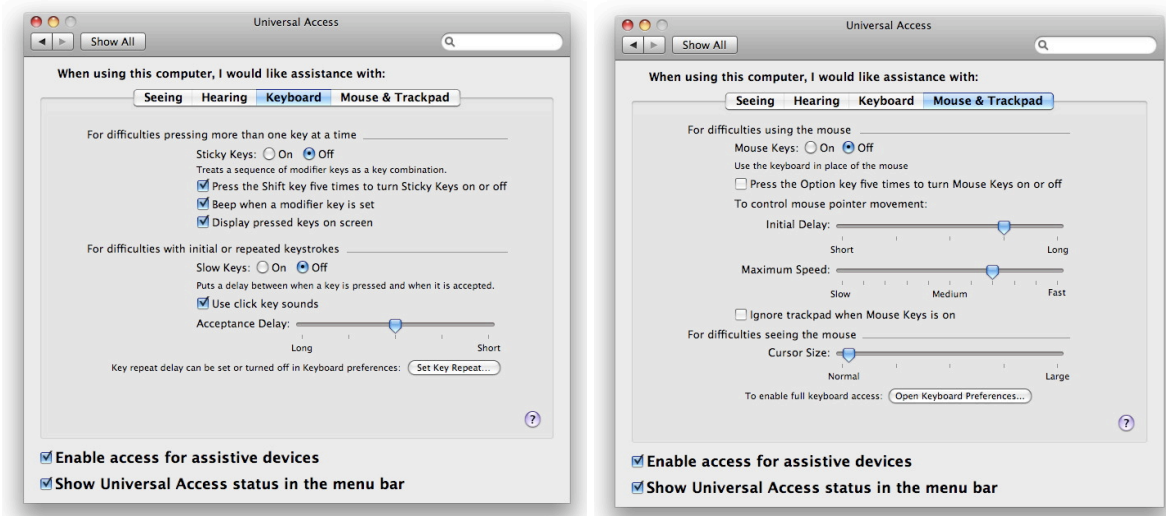 Universal Access
Show All
When using this computer, I would like assistance with:
Seeing Hearing Keyboard Mouse & Trackpad
For difficulties pressing more than one key at a time
Sticky Keys: On Off
Treats a sequence of modifier keys as a key combination.
Press the Shift key five times to turn Sticky Keys on or off
Beep when a modifier key is set
Display pressed keys on screen
For difficulties with initial or repeated keystrokes
Slow Keys: On Off
Puts a delay between when a key is pressed and when it is accepted.
Use click key sounds
Acceptance Delay:
Long Short
Key repeat delay can be set or turned off in Keyboard preferences: Set Key Repeat...
?
Enable access for assistive devices
Show Universal Access status in the menu bar
Universal Access
Show All
When using this computer, I would like assistance with:
Seeing Hearing Keyboard Mouse & Trackpad
For difficulties using the mouse
Mouse Keys: On Off
Use the keyboard in place of the mouse
Press the Option key five times to turn Mouse Keys on or off
To control mouse pointer movement:
Initial Delay:
Short Long
Maximum Speed:
Slow Medium Fast
Ignore trackpad when Mouse Keys is on
For difficulties seeing the mouse
Cursor Size:
Normal Large
To enable full keyboard access: Open Keyboard Preferences...
?
Enable access for assistive devices
Show Universal Access status in the menu bar